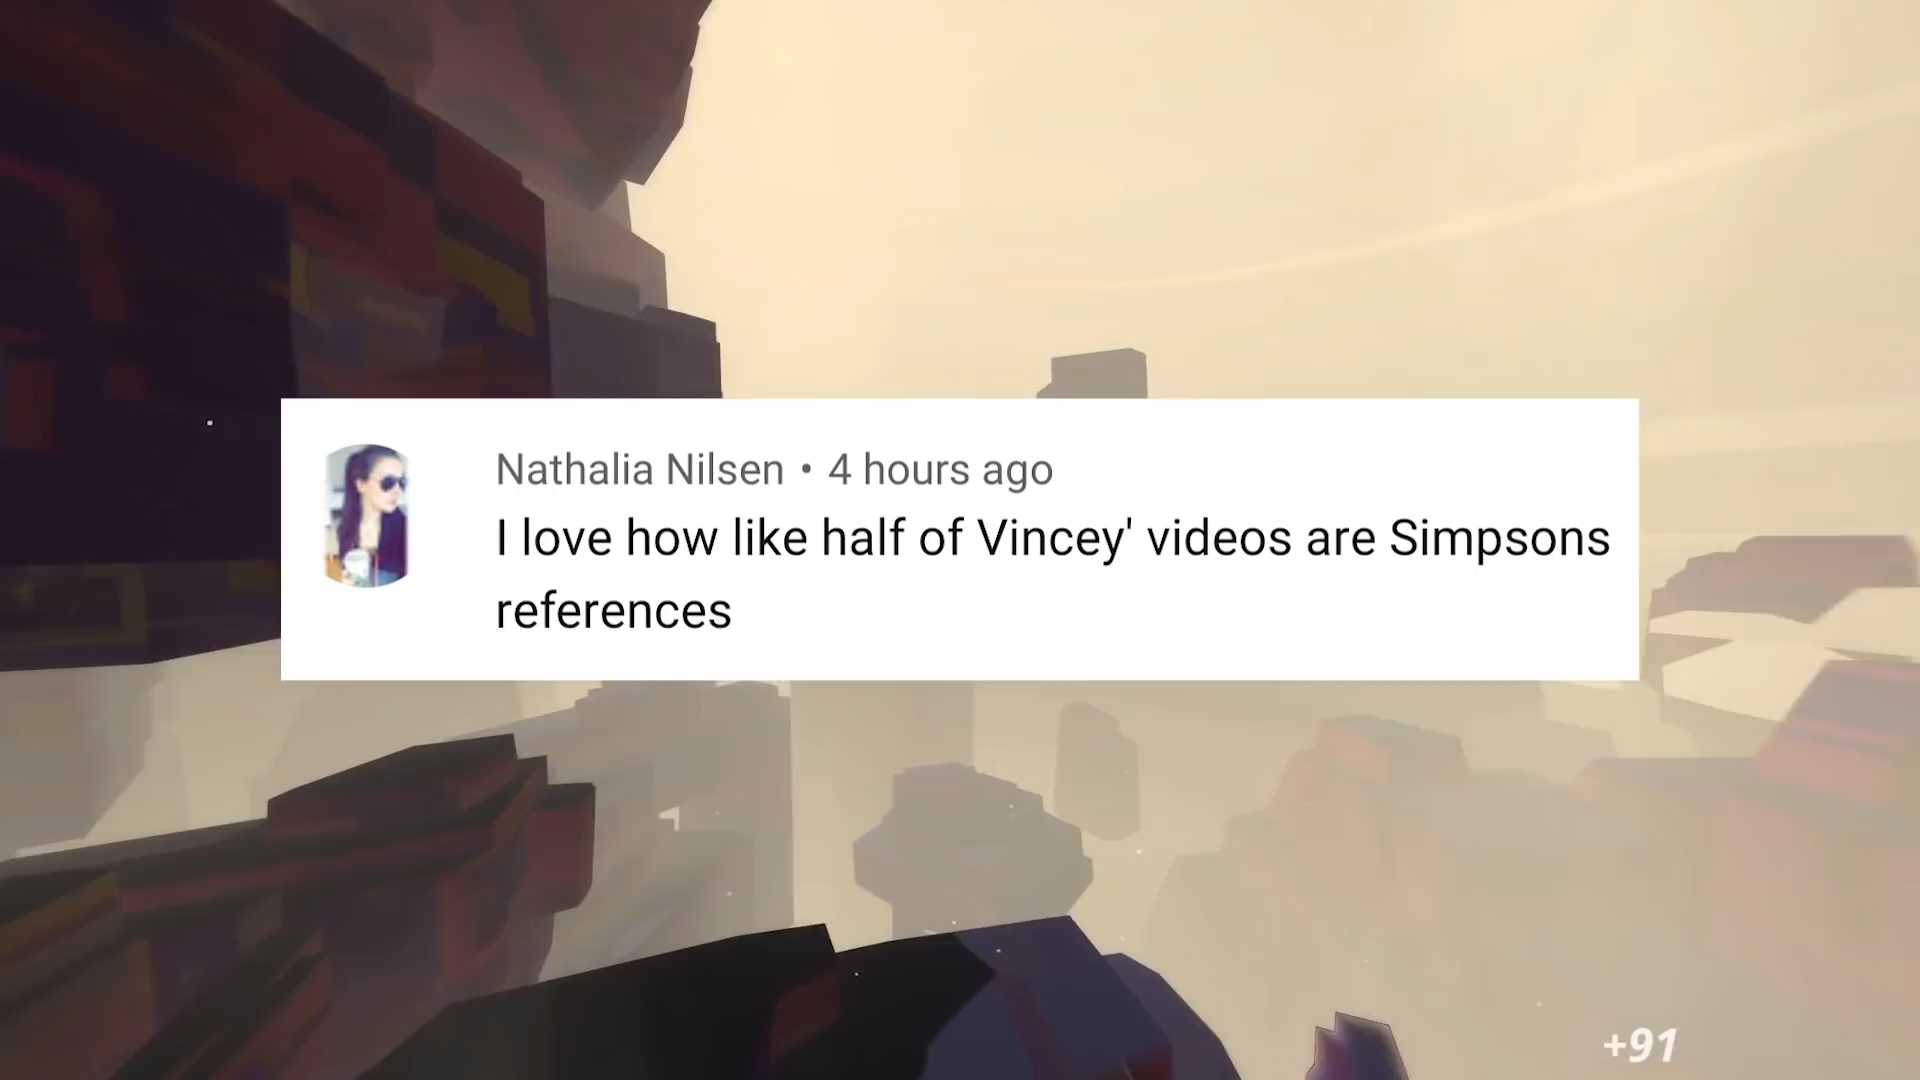 Nathalia Nilsen • 4 hours ago
I love how like half of Vincey' videos are Simpsons
references
+91